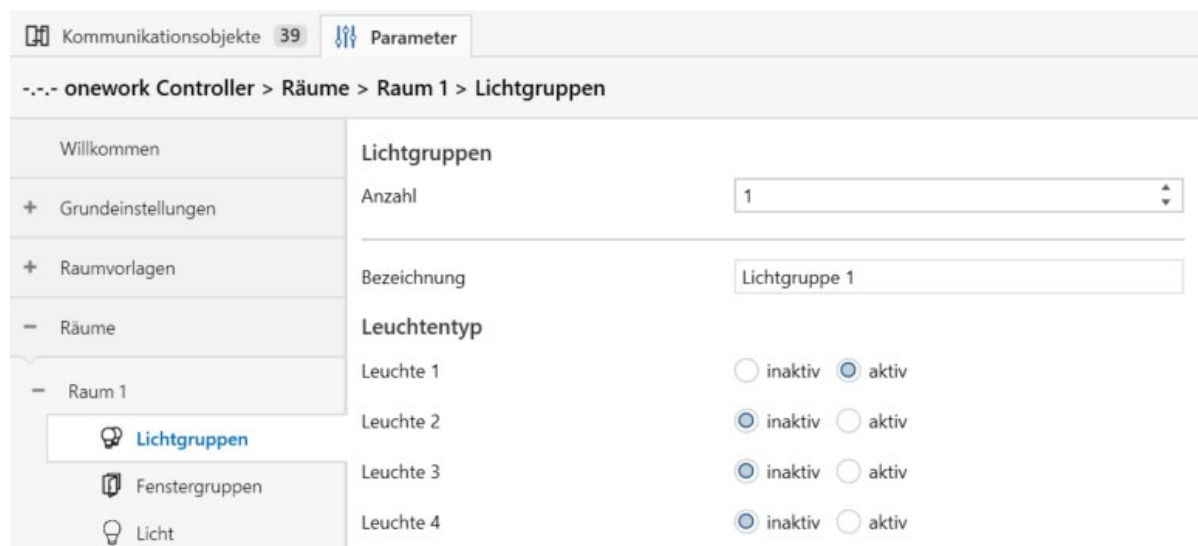 Kommunikationsobjekte 39 Parameter
-.-.- onework Controller > Räume > Raum 1 > Lichtgruppen
Willkommen
Grundeinstellungen
Raumvorlagen
Räume
Raum 1
Lichtgruppen
Fenstergruppen
Licht
Lichtgruppen
Anzahl 1
Bezeichnung Lichtgruppe 1
Leuchtentyp
Leuchte 1 inaktiv aktiv
Leuchte 2 inaktiv aktiv
Leuchte 3 inaktiv aktiv
Leuchte 4 inaktiv aktiv